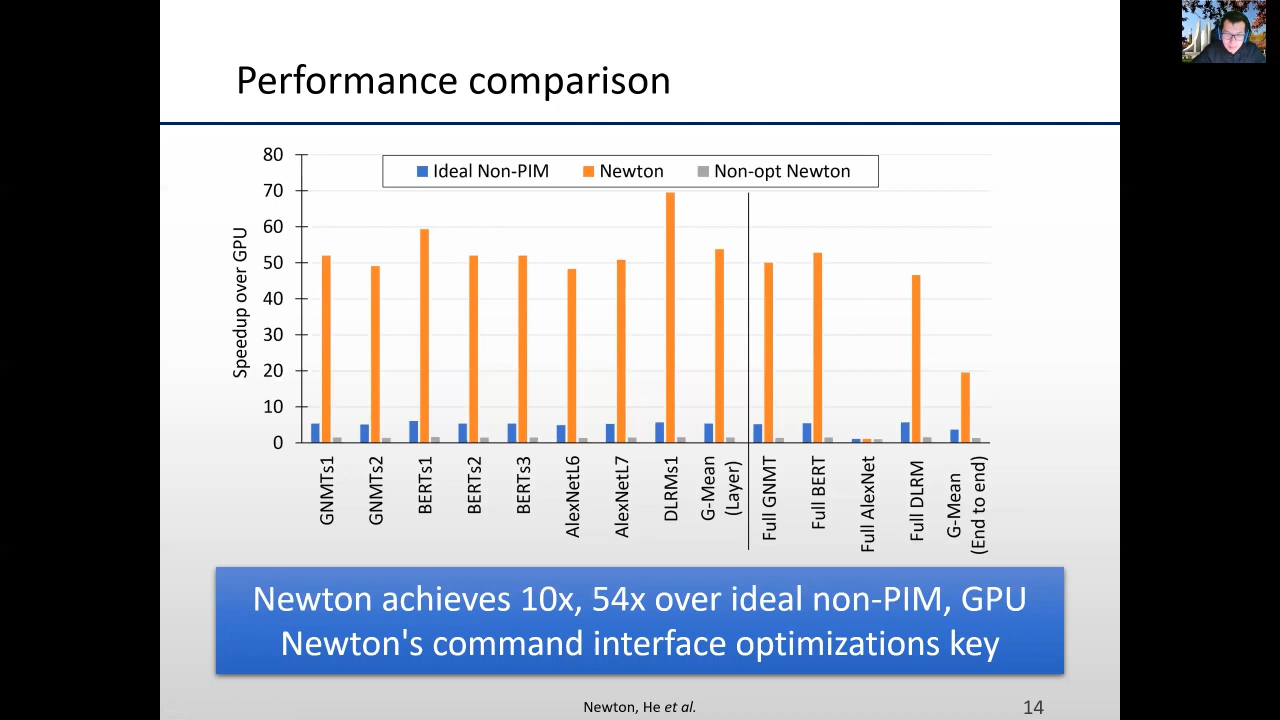 Performance comparison
80
70
60
50
40
30
20
10
0
Speedup over GPU
Ideal Non-PIM Newton Non-opt Newton
GNMTs1
GNMTs2
BERTs1
BERTs2
BERTs3
AlexNetL6
AlexNetL7
DLRMs1
G-Mean
(Layer)
Full GNMT
Full BERT
Full AlexNet
Full DLRM
G-Mean
(End to end)
Newton achieves 10x, 54x over ideal non-PIM, GPU
Newton's command interface optimizations key
Newton, He et al.
14